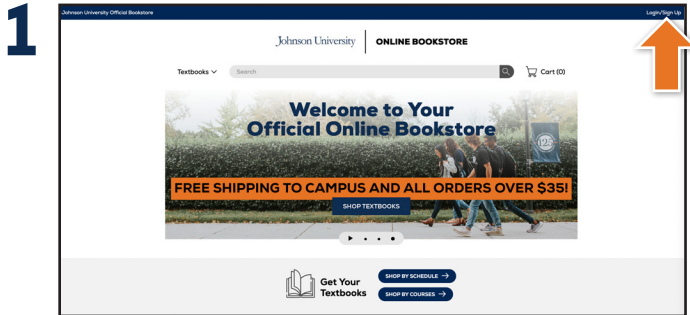 1
Johnson University Official Bookstore
Login/Sign Up
Johnson University ONLINE BOOKSTORE
Textbooks Search Cart (0)
Welcome to Your
Official Online Bookstore
125
FREE SHIPPING TO CAMPUS AND ALL ORDERS OVER $35!
SHOP TEXTBOOKS
Get Your
Textbooks
SHOP BY SCHEDULE →
SHOP BY COURSES →